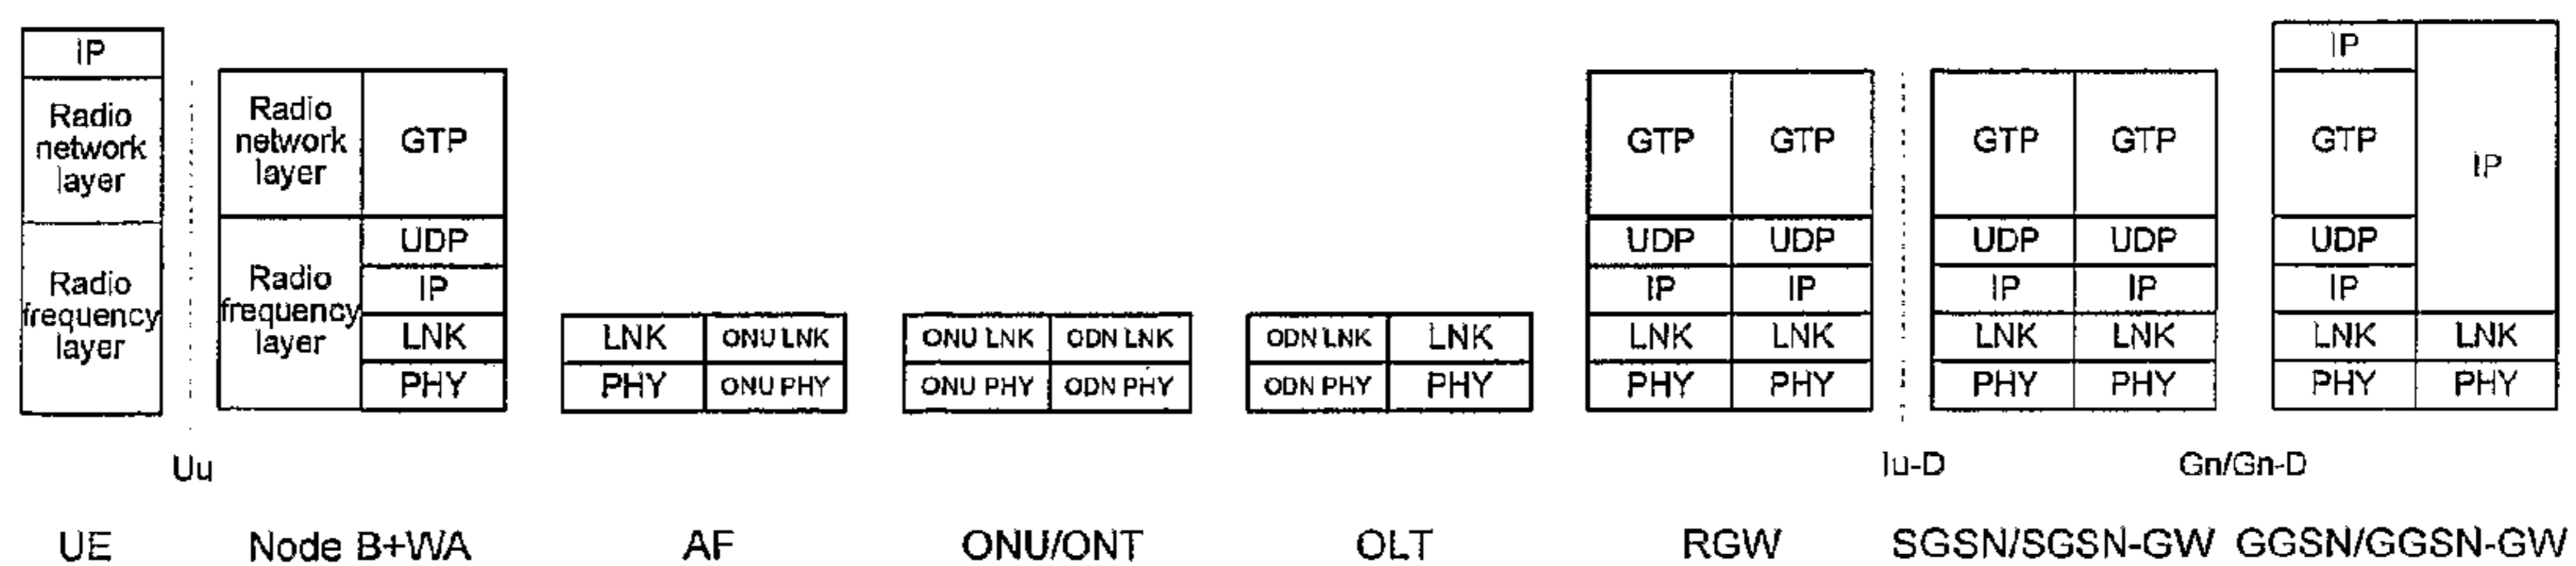 IP
Radio
network
layer
Radio
frequency
layer
Uu
UE
Radio
network
layer
Radio
frequency
layer
GTP
UDP
IP
LNK
PHY
Node B+WA
LNK
ONU LNK
PHY
ONU PHY
AF
ONU LNK
ODN LNK
ONU PHY
ODN PHY
ONU/ONT
ODN LNK
LNK
ODN PHY
PHY
OLT
GTP
GTP
UDP
UDP
IP
IP
LNK
LNK
PHY
PHY
RGW
Iu-D
GTP
GTP
UDP
UDP
IP
IP
LNK
LNK
PHY
PHY
SGSN/SGSN-GW
Gn/Gn-D
IP
GTP
UDP
IP
LNK
PHY
IP
LNK
PHY
GGSN/GGSN-GW